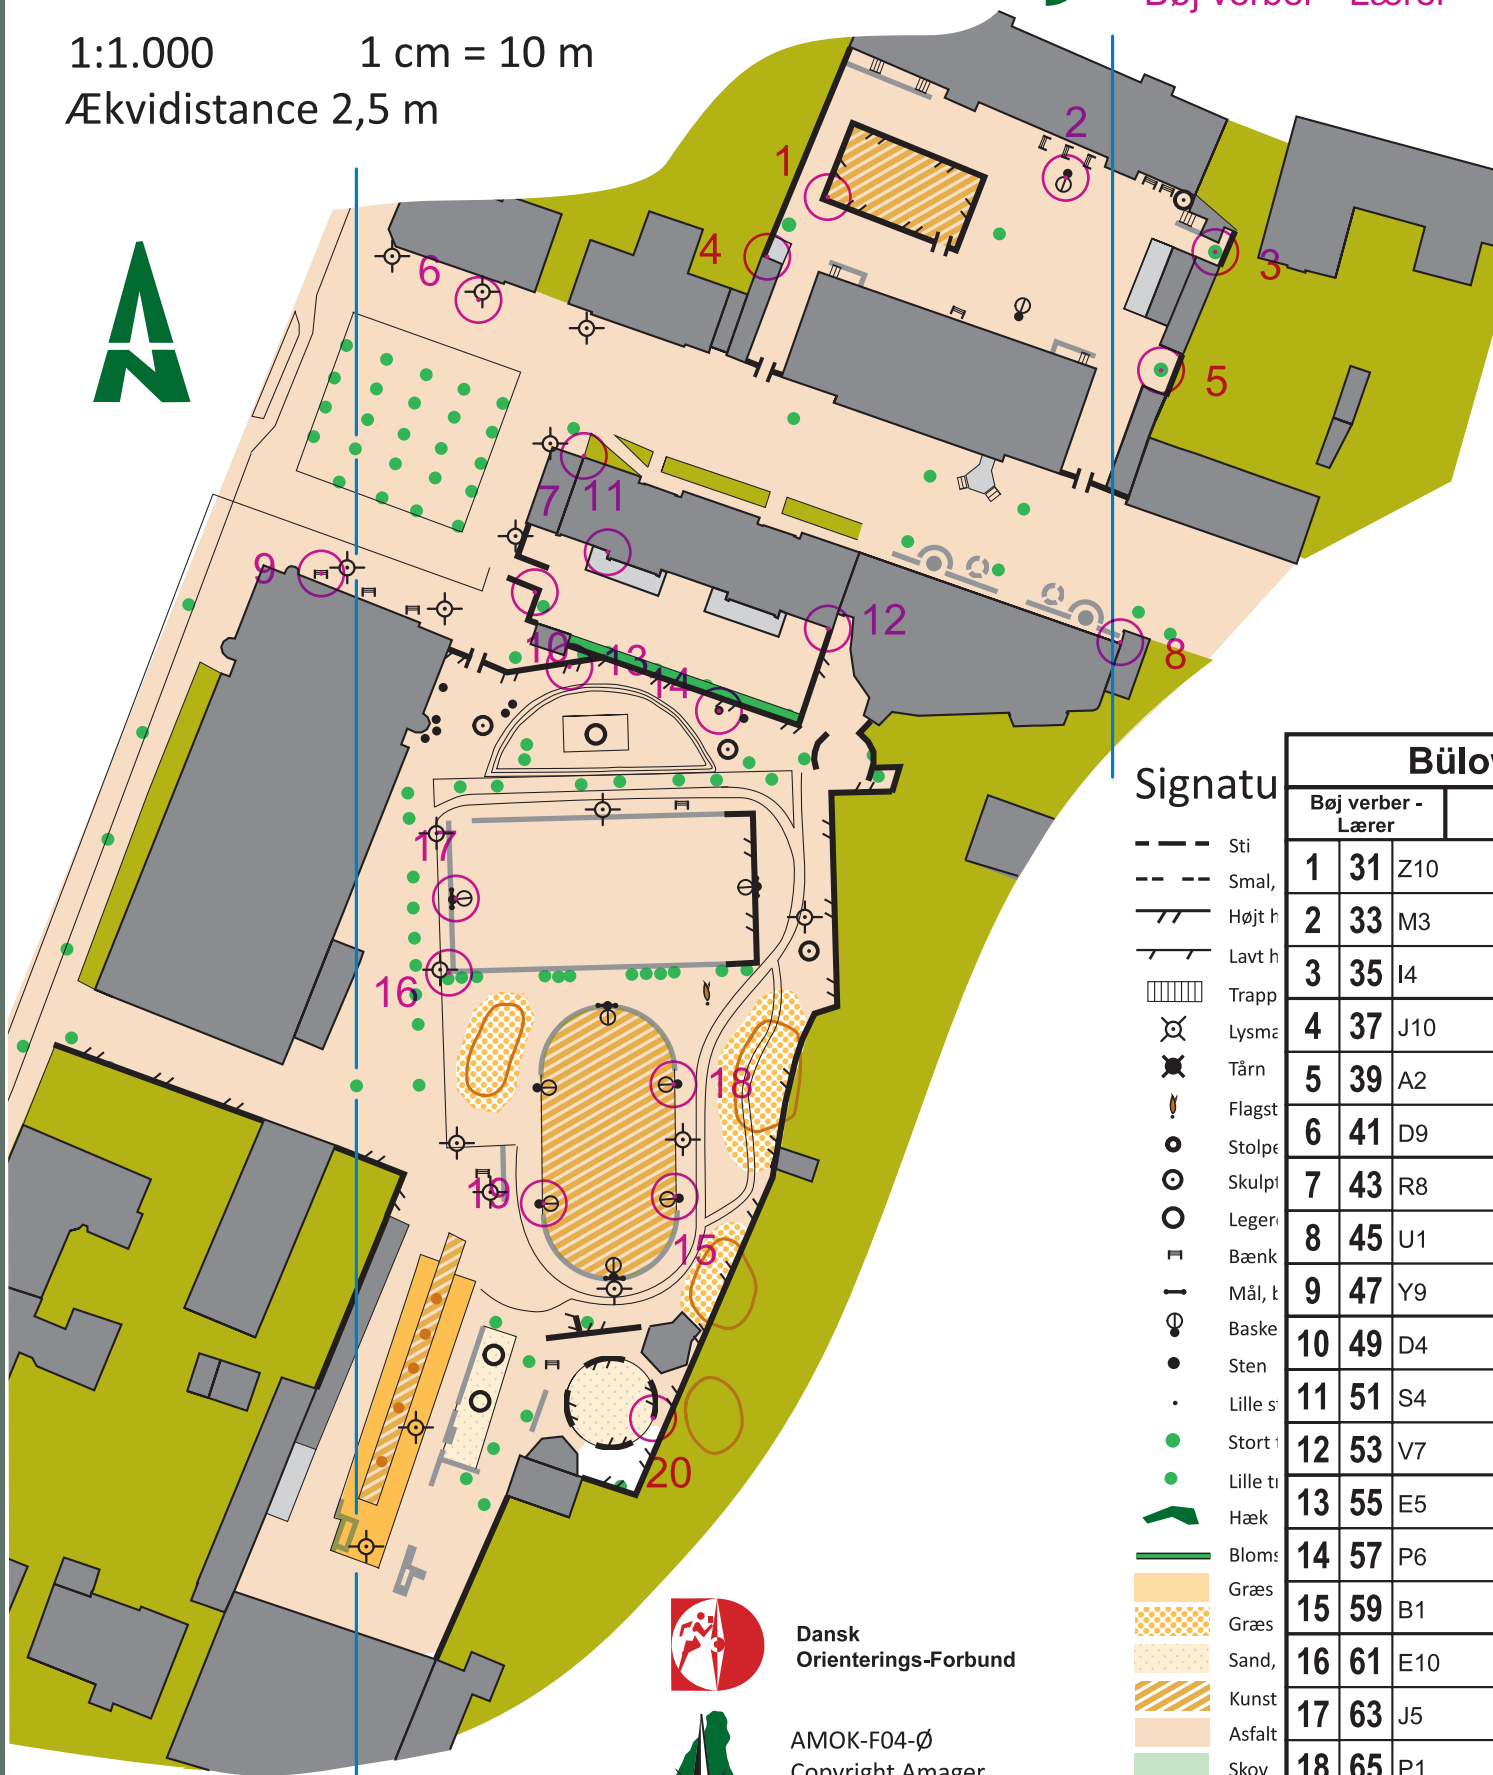 Bøj verber - Lærer
1:1.000 1 cm = 10 m
Ækvidistance 2,5 m
2
1
4
3
6
5
7 11
9
12
10 13
8
14
17
16
18
19
15
20
Signatu
Sti
Smal,
Højt h
Lavt h
Trapp
Lysma
Tårn
Flagst
Stolpe
Skulpt
Legere
Bænk
Mål, b
Baske
Sten
Lille s
Stort t
Lille tr
Hæk
Bloms
Græs
Græs
Sand,
Kunst
Asfalt
Skov
Bülov
Bøj verber -
Lærer
1 31 Z10
2 33 M3
3 35 I4
4 37 J10
5 39 A2
6 41 D9
7 43 R8
8 45 U1
9 47 Y9
10 49 D4
11 51 S4
12 53 V7
13 55 E5
14 57 P6
15 59 B1
16 61 E10
17 63 J5
18 65 P1
Dansk
Orienterings-Forbund
AMOK-F04-Ø
Copyright Amager